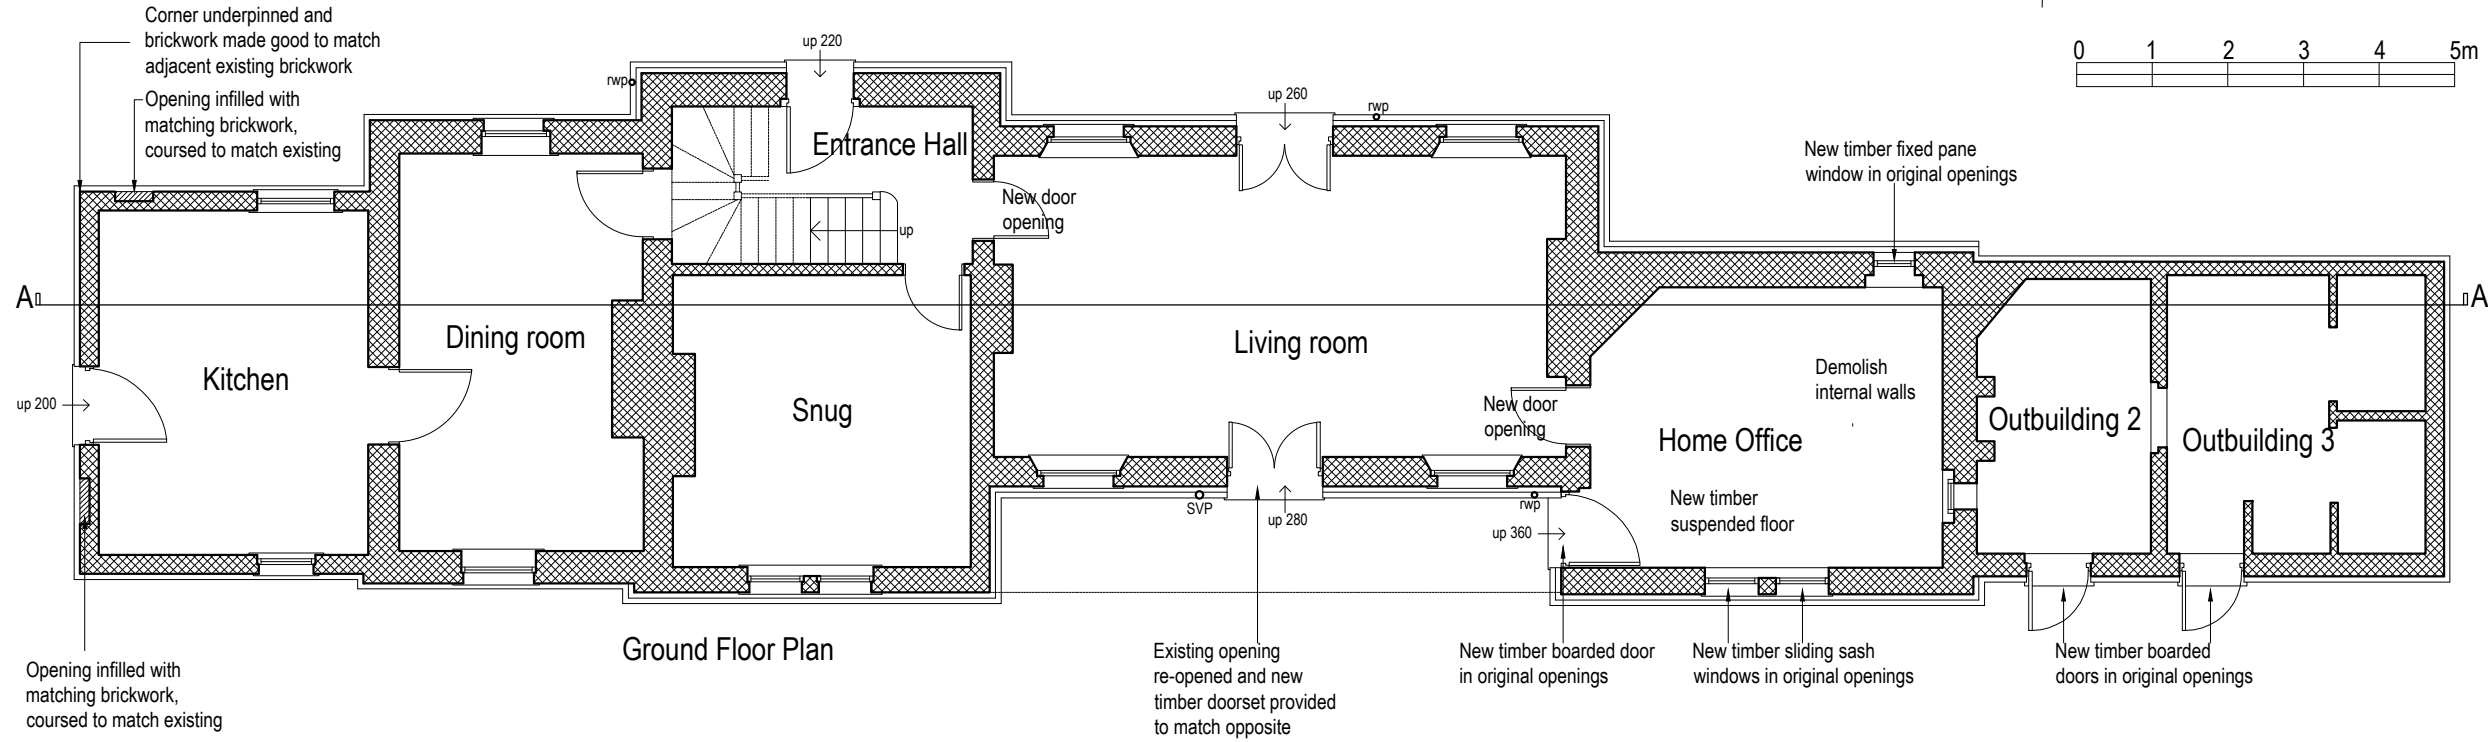 Corner underpinned and
brickwork made good to match
adjacent existing brickwork
Opening infilled with
matching brickwork,
coursed to match existing
rwp
up 220
Entrance Hall
up
New door
opening
up 260
rwp
New timber fixed pane
window in original openings
0 1 2 3 4 5m
A
A
Kitchen
up 200
Dining room
Snug
Living room
New door
opening
Demolish
internal walls
Home Office
New timber
suspended floor
Outbuilding 2
Outbuilding 3
SVP
up 280
rwp
up 360
Ground Floor Plan
Opening infilled with
matching brickwork,
coursed to match existing
Existing opening
re-opened and new
timber doorset provided
to match opposite
New timber boarded door
in original openings
New timber sliding sash
windows in original openings
New timber boarded
doors in original openings